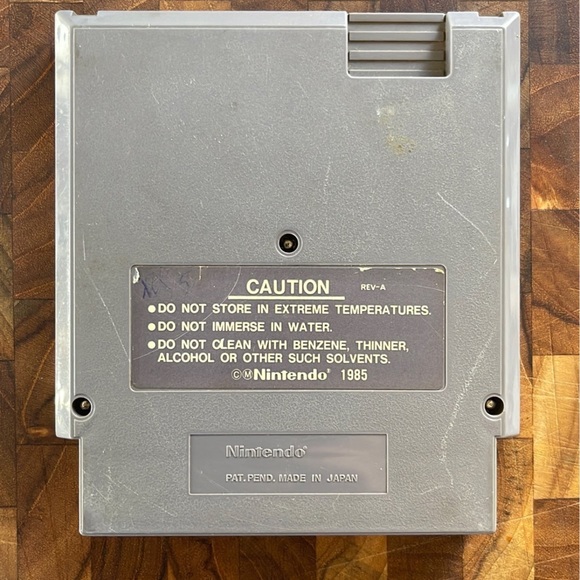 CAUTION REV-A
●DO NOT STORE IN EXTREME TEMPERATURES.
●DO NOT IMMERSE IN WATER.
●DO NOT CLEAN WITH BENZENE, THINNER,
ALCOHOL OR OTHER SUCH SOLVENTS.
©ⓂNintendo® 1985
Nintendo®
PAT. PEND. MADE IN JAPAN